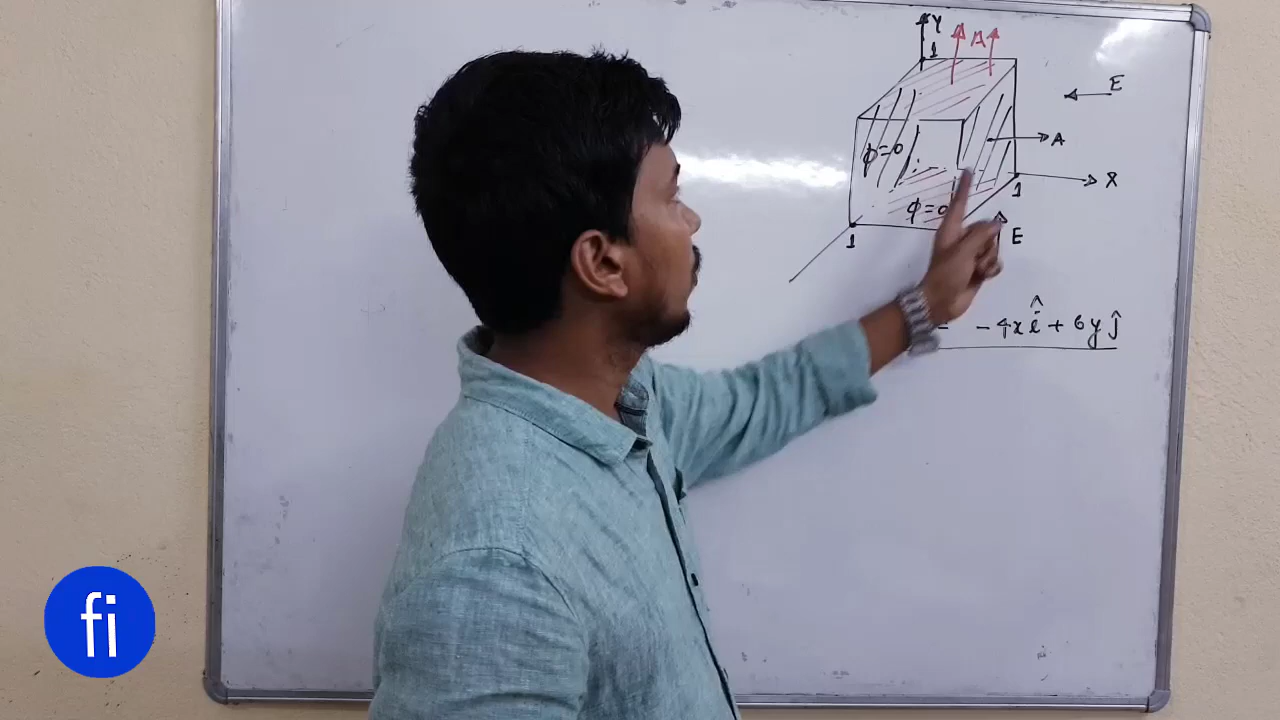 Y
1
A
E
A
ϕ=0
X
1
ϕ=0
1
E
= -4x î + 6y ĵ
fi